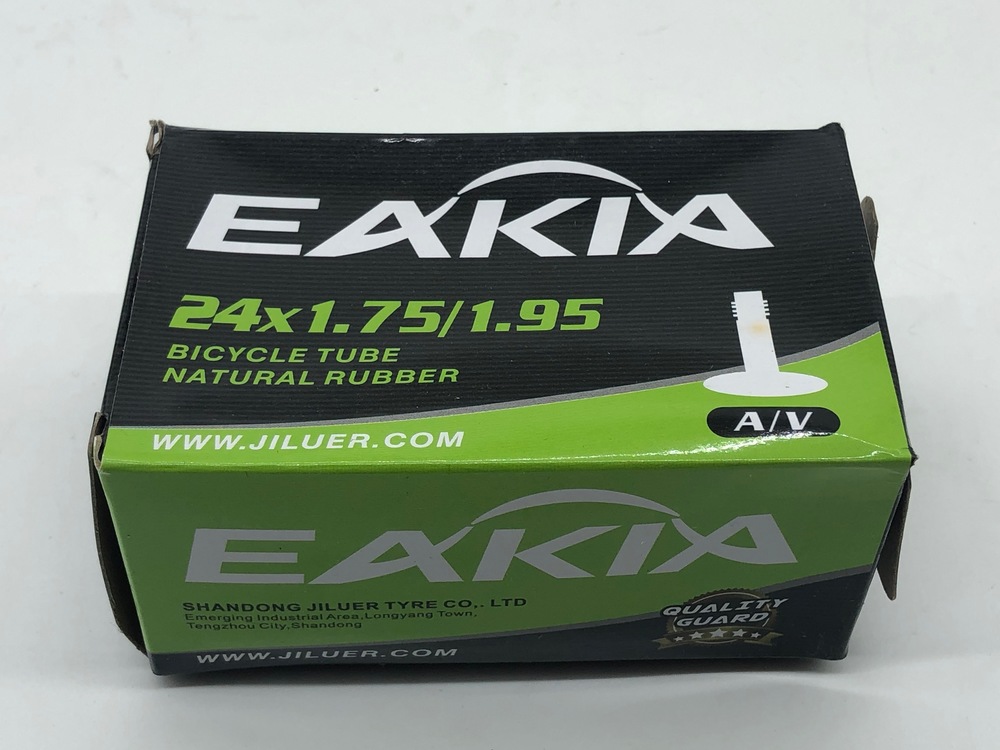 EAKIA
24x1.75/1.95
BICYCLE TUBE
NATURAL RUBBER
A/V
WWW.JILUER.COM
EAKIA
SHANDONG JILUER TYRE CO,. LTD
Emerging Industrial Area,Longyang Town,
Tengzhou City,Shandong
QUALITY
GUARD
WWW.JILUER.COM